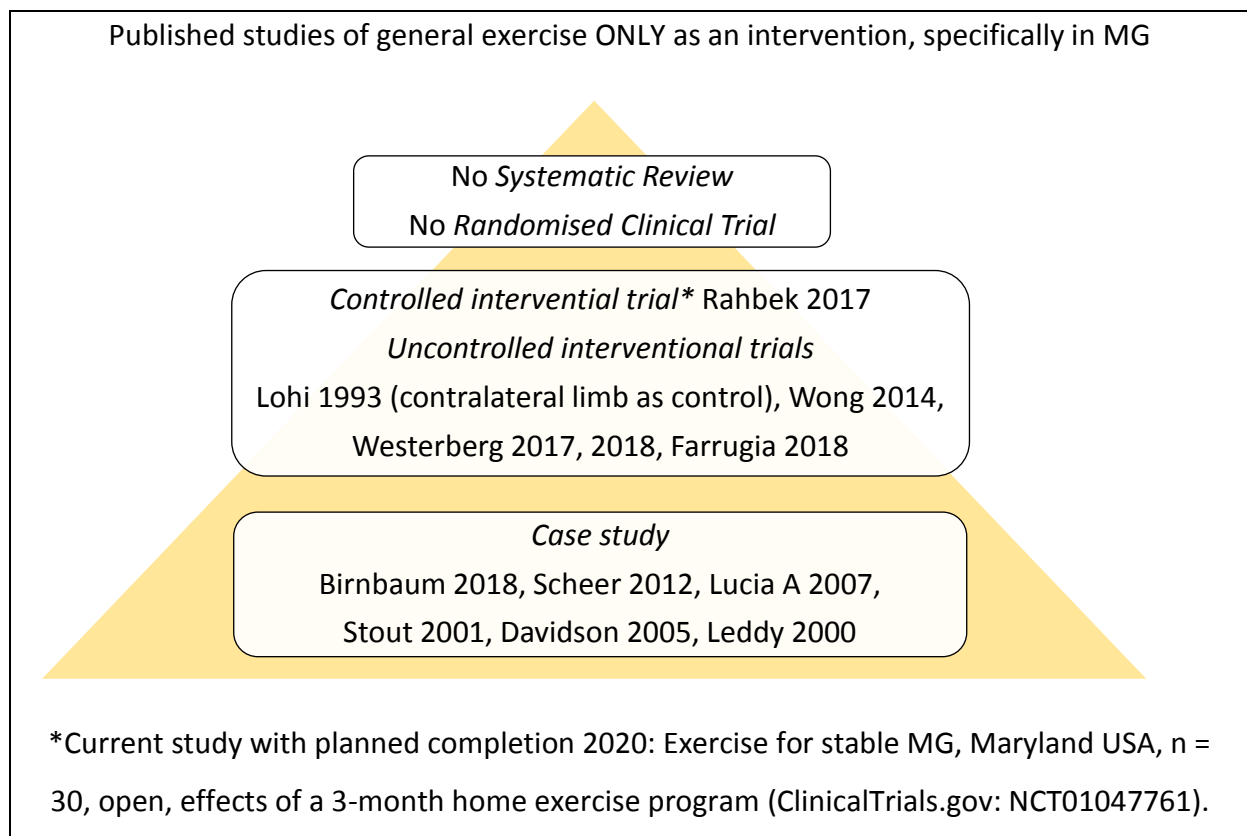 Published studies of general exercise ONLY as an intervention, specifically in MG
No Systematic Review
No Randomised Clinical Trial
Controlled intervential trial* Rahbek 2017
Uncontrolled interventional trials
Lohi 1993 (contralateral limb as control), Wong 2014,
Westerberg 2017, 2018, Farrugia 2018
Case study
Birnbaum 2018, Scheer 2012, Lucia A 2007,
Stout 2001, Davidson 2005, Leddy 2000
*Current study with planned completion 2020: Exercise for stable MG, Maryland USA, n =
30, open, effects of a 3-month home exercise program (ClinicalTrials.gov: NCT01047761).